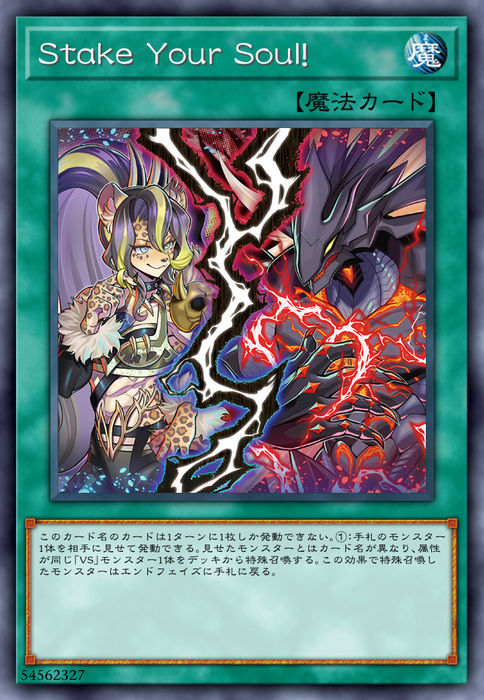 Stake Your Soul!
魔
【魔法カード】
このカード名のカードは1ターンに1枚しか発動できない。①:手札のモンスター
1体を相手に見せて発動できる。見せたモンスターとはカード名が異なり、属性
が同じ「VS」モンスター1体をデッキから特殊召喚する。この効果で特殊召喚し
たモンスターはエンドフェイズに手札に戻る。
54562327